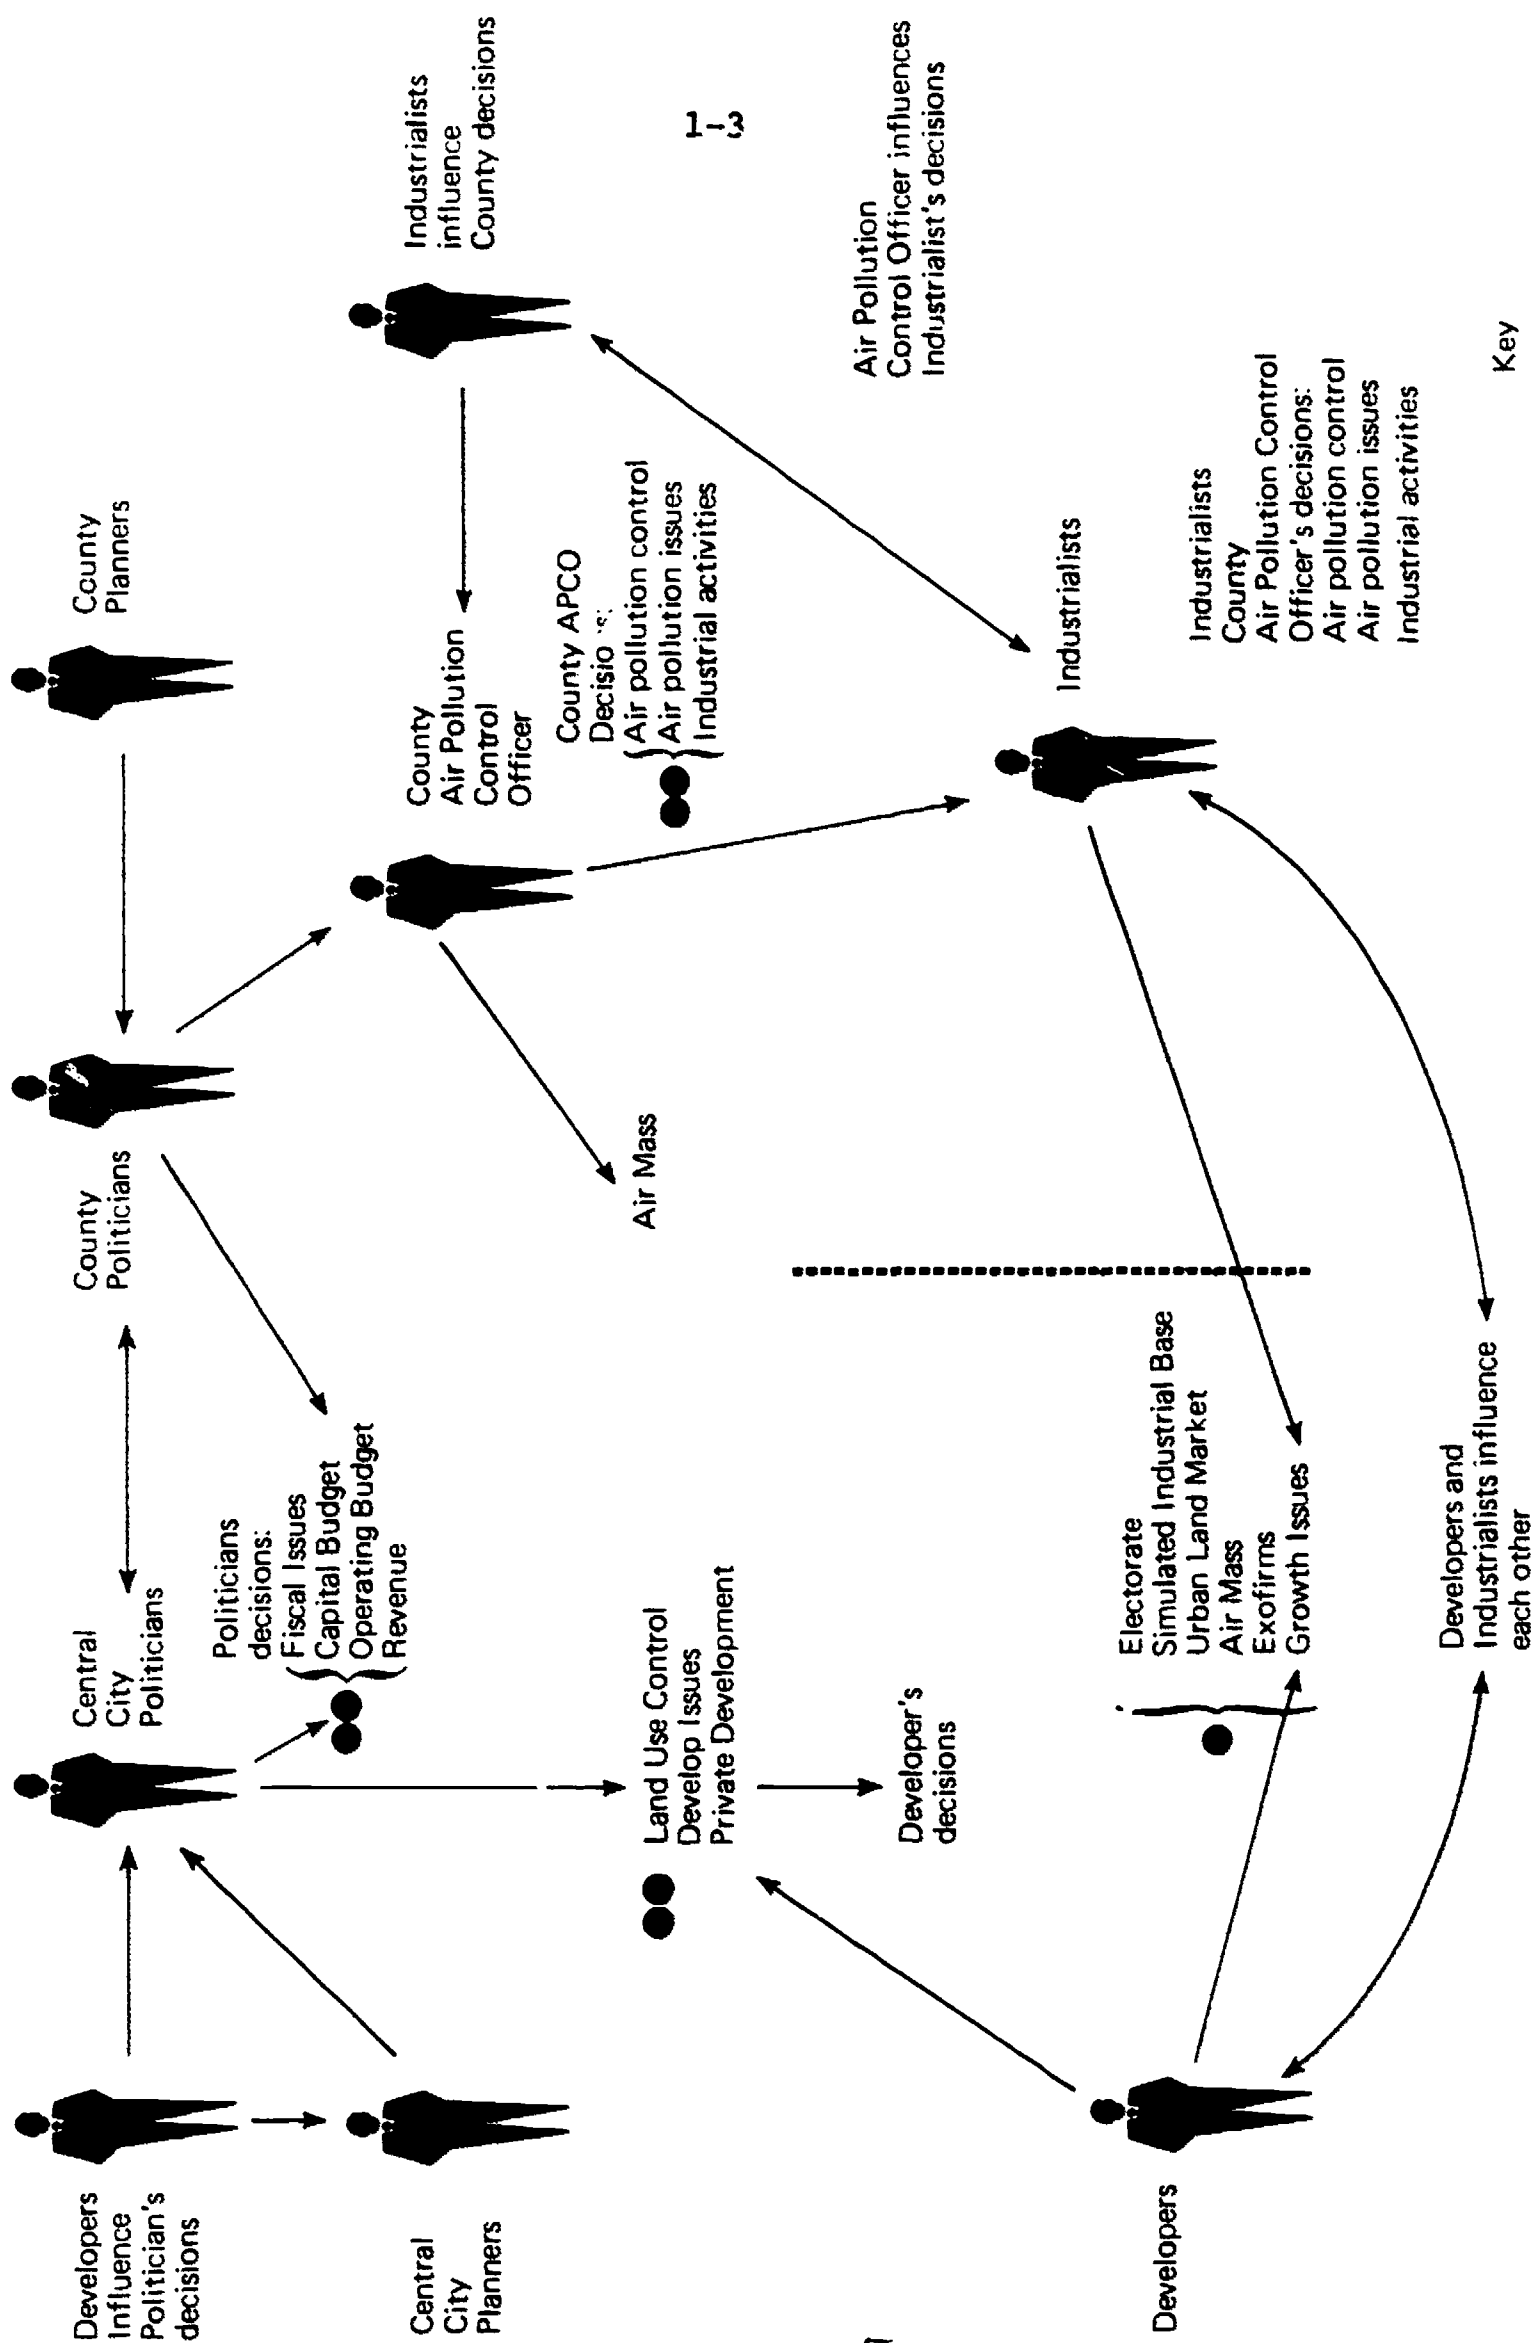 Developers
Influence
Politician's
decisions
Central
City
Politicians
County
Politicians
County
Planners
Politicians
decisions:
Fiscal Issues
Capital Budget
Operating Budget
Revenue
Central
City
Planners
County
Air Pollution
Control
Officer
Industrialists
influence
County decisions
County APCO
Air pollution control
Air pollution issues
Industrial activities
Air Mass
Land Use Control
Develop Issues
Private Development
1-3
Developer's
decisions
Air Pollution
Control Officer influences
Industrialist's decisions
Industrialists
Developers
Electorate
Simulated Industrial Base
Urban Land Market
Air Mass
Exofirms
Growth Issues
Industrialists
County
Air Pollution Control
Officer's decisions:
Air pollution control
Air pollution issues
Industrial activities
Developers and
Industrialists influence
each other
Key